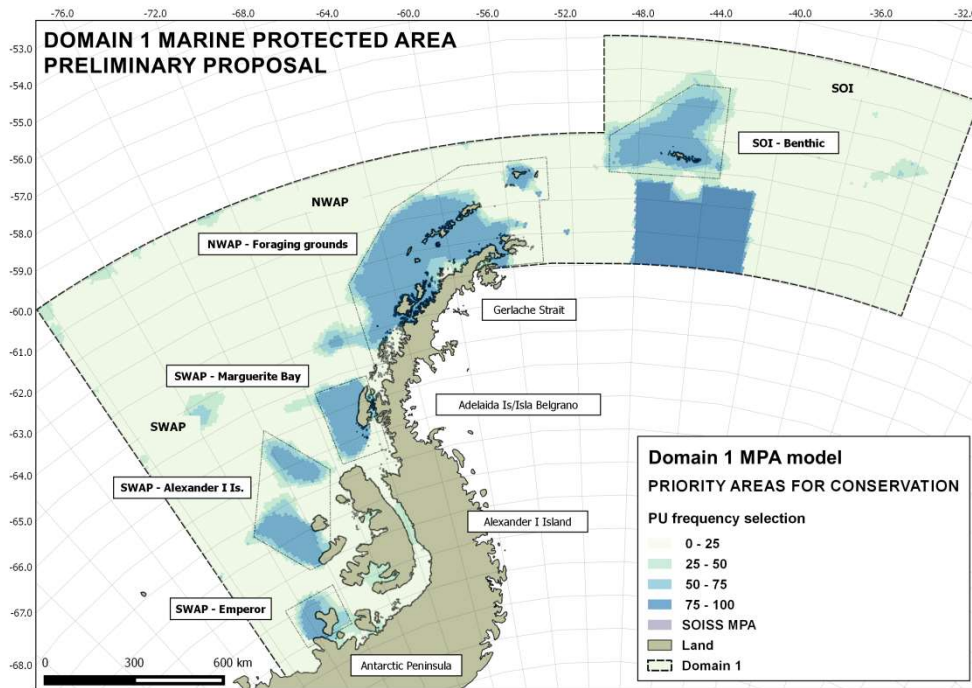 -76.0 -72.0 -68.0 -64.0 -60.0 -56.0 -52.0 -48.0 -44.0 -40.0 -36.0 -32.0
DOMAIN 1 MARINE PROTECTED AREA
PRELIMINARY PROPOSAL
-53.0
-54.0
-55.0
-56.0
-57.0
-58.0
-59.0
-60.0
-61.0
-62.0
-63.0
-64.0
-65.0
-66.0
-67.0
-68.0
SOI
SOI - Benthic
NWAP
NWAP - Foraging grounds
Gerlache Strait
SWAP - Marguerite Bay
Adelaida Is/Isla Belgrano
SWAP
SWAP - Alexander I Is.
Alexander I Island
SWAP - Emperor
Antarctic Peninsula
0 300 600 km
Domain 1 MPA model
PRIORITY AREAS FOR CONSERVATION
PU frequency selection
0 - 25
25 - 50
50 - 75
75 - 100
SOISS MPA
Land
Domain 1